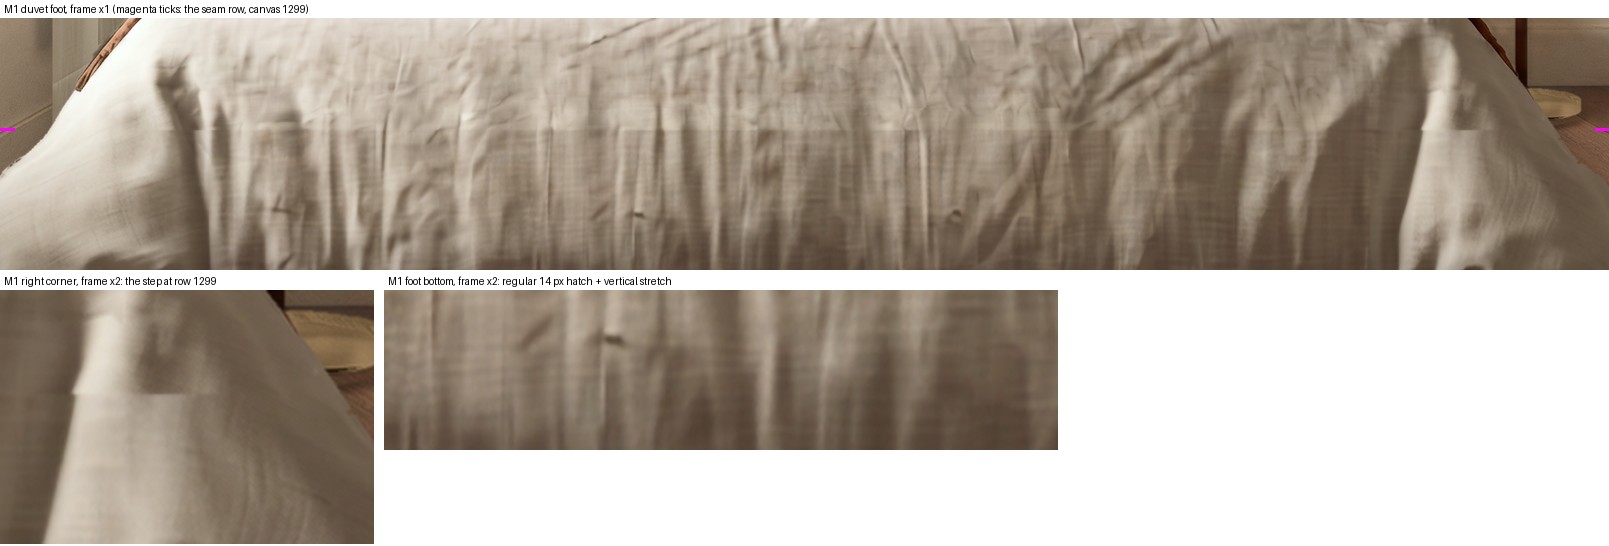 M1 duvet foot, frame x1 (magenta ticks: the seam row, canvas 1299)
M1 right corner, frame x2: the step at row 1299
M1 foot bottom, frame x2: regular 14 px hatch + vertical stretch